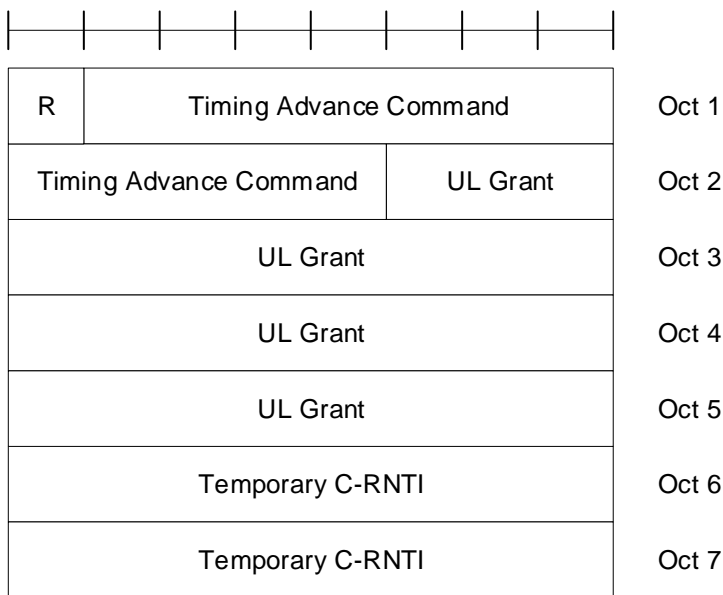 R Timing Advance Command Oct 1
Timing Advance Command UL Grant Oct 2
UL Grant Oct 3
UL Grant Oct 4
UL Grant Oct 5
Temporary C-RNTI Oct 6
Temporary C-RNTI Oct 7